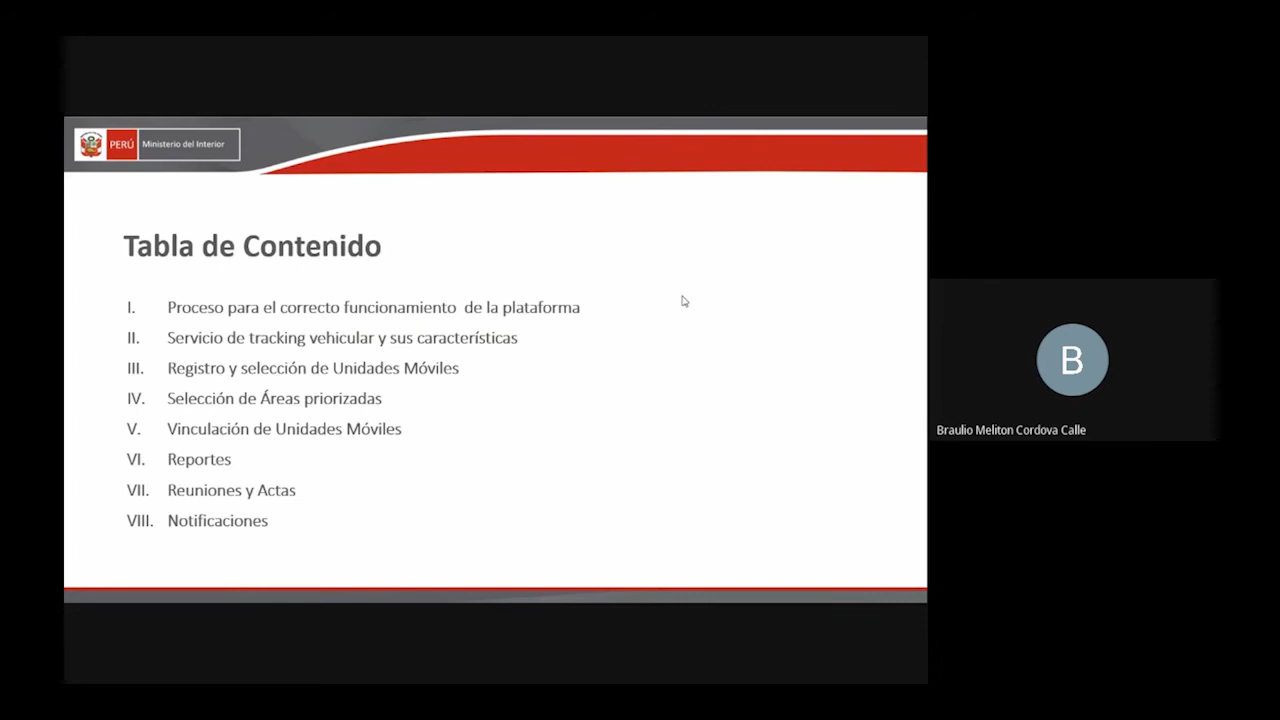 PERÚ
Ministerio del Interior
Tabla de Contenido
I. Proceso para el correcto funcionamiento de la plataforma
II. Servicio de tracking vehicular y sus características
III. Registro y selección de Unidades Móviles
IV. Selección de Áreas priorizadas
V. Vinculación de Unidades Móviles
VI. Reportes
VII. Reuniones y Actas
VIII. Notificaciones
B
Braulio Meliton Cordova Calle